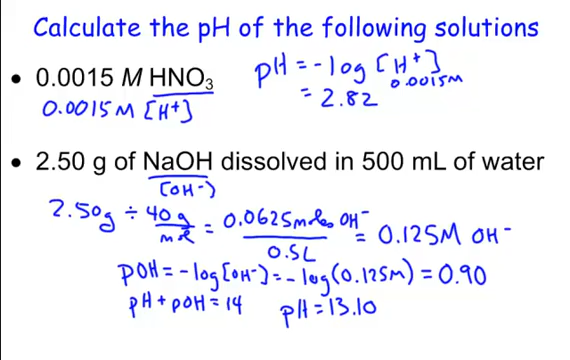 Calculate the pH of the following solutions
• 0.0015 M HNO₃
0.0015 M [H⁺]
pH = -log [H⁺]
0.0015M
= 2.82
• 2.50 g of NaOH dissolved in 500 mL of water
[OH⁻)
2.50g ÷ 40g/mol = 0.0625 moles OH⁻ / 0.5L = 0.125M OH⁻
pOH = -log[OH⁻] = -log(0.125M) = 0.90
pH + pOH = 14 pH = 13.10